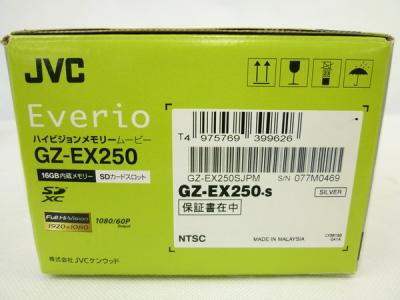 JVC
Everio
ハイビジョンメモリームービー
GZ-EX250
16GB内蔵メモリー SDカードスロット
SD XC
Full Hi-Vision 1920×1080
1080/60P Output
株式会社 JVCケンウッド
T4 975769 399626
GZ-EX250SJPM S/N 077M0469
GZ-EX250-S
SILVER
保証書在中
NTSC
MADE IN MALAYSIA